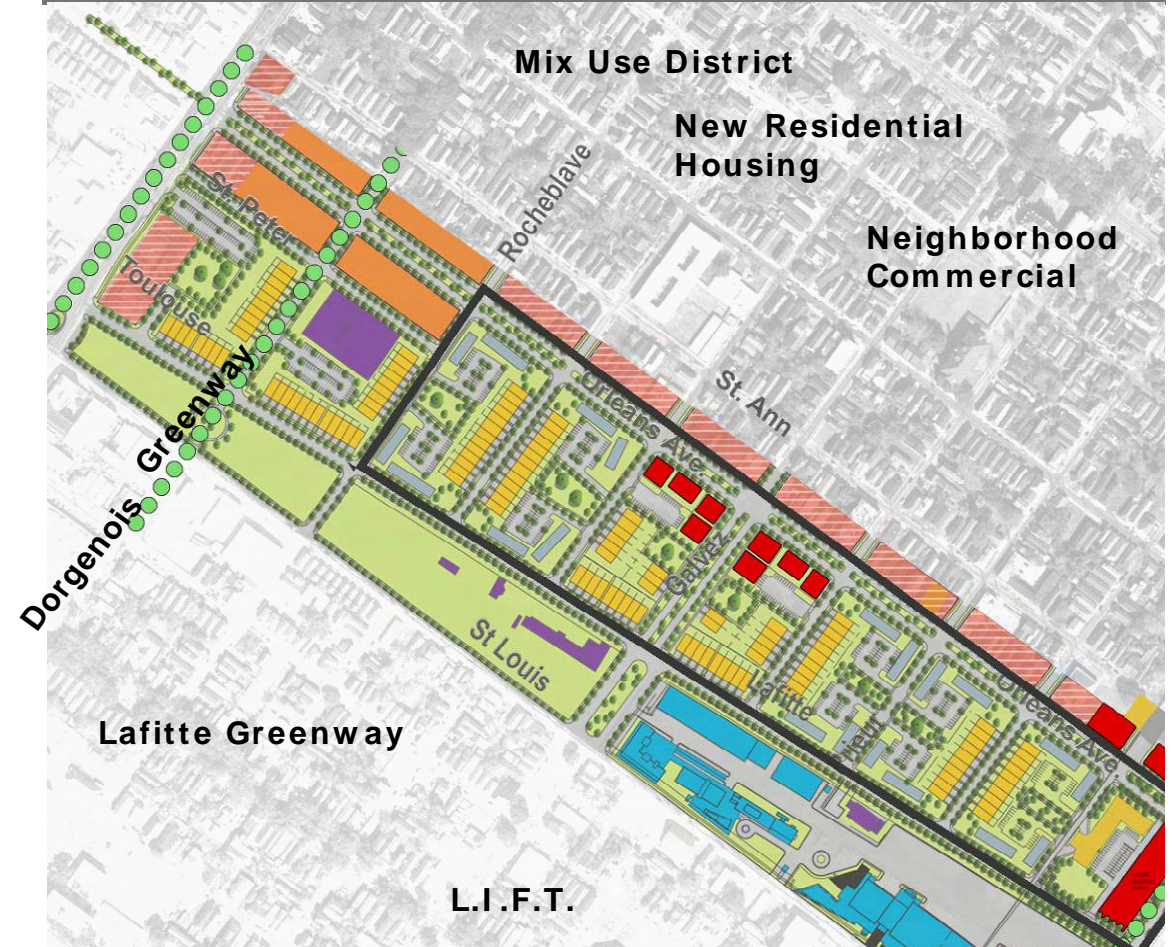 Mix Use District
New Residential
Housing
Neighborhood
Commercial
Rocheblave
St. Peter
Toulouse
St. Ann
Orleans Ave.
Dorgenois Greenway
Galvez
St Louis
Lafitte
Orleans Ave.
Lafitte Greenway
L.I.F.T.